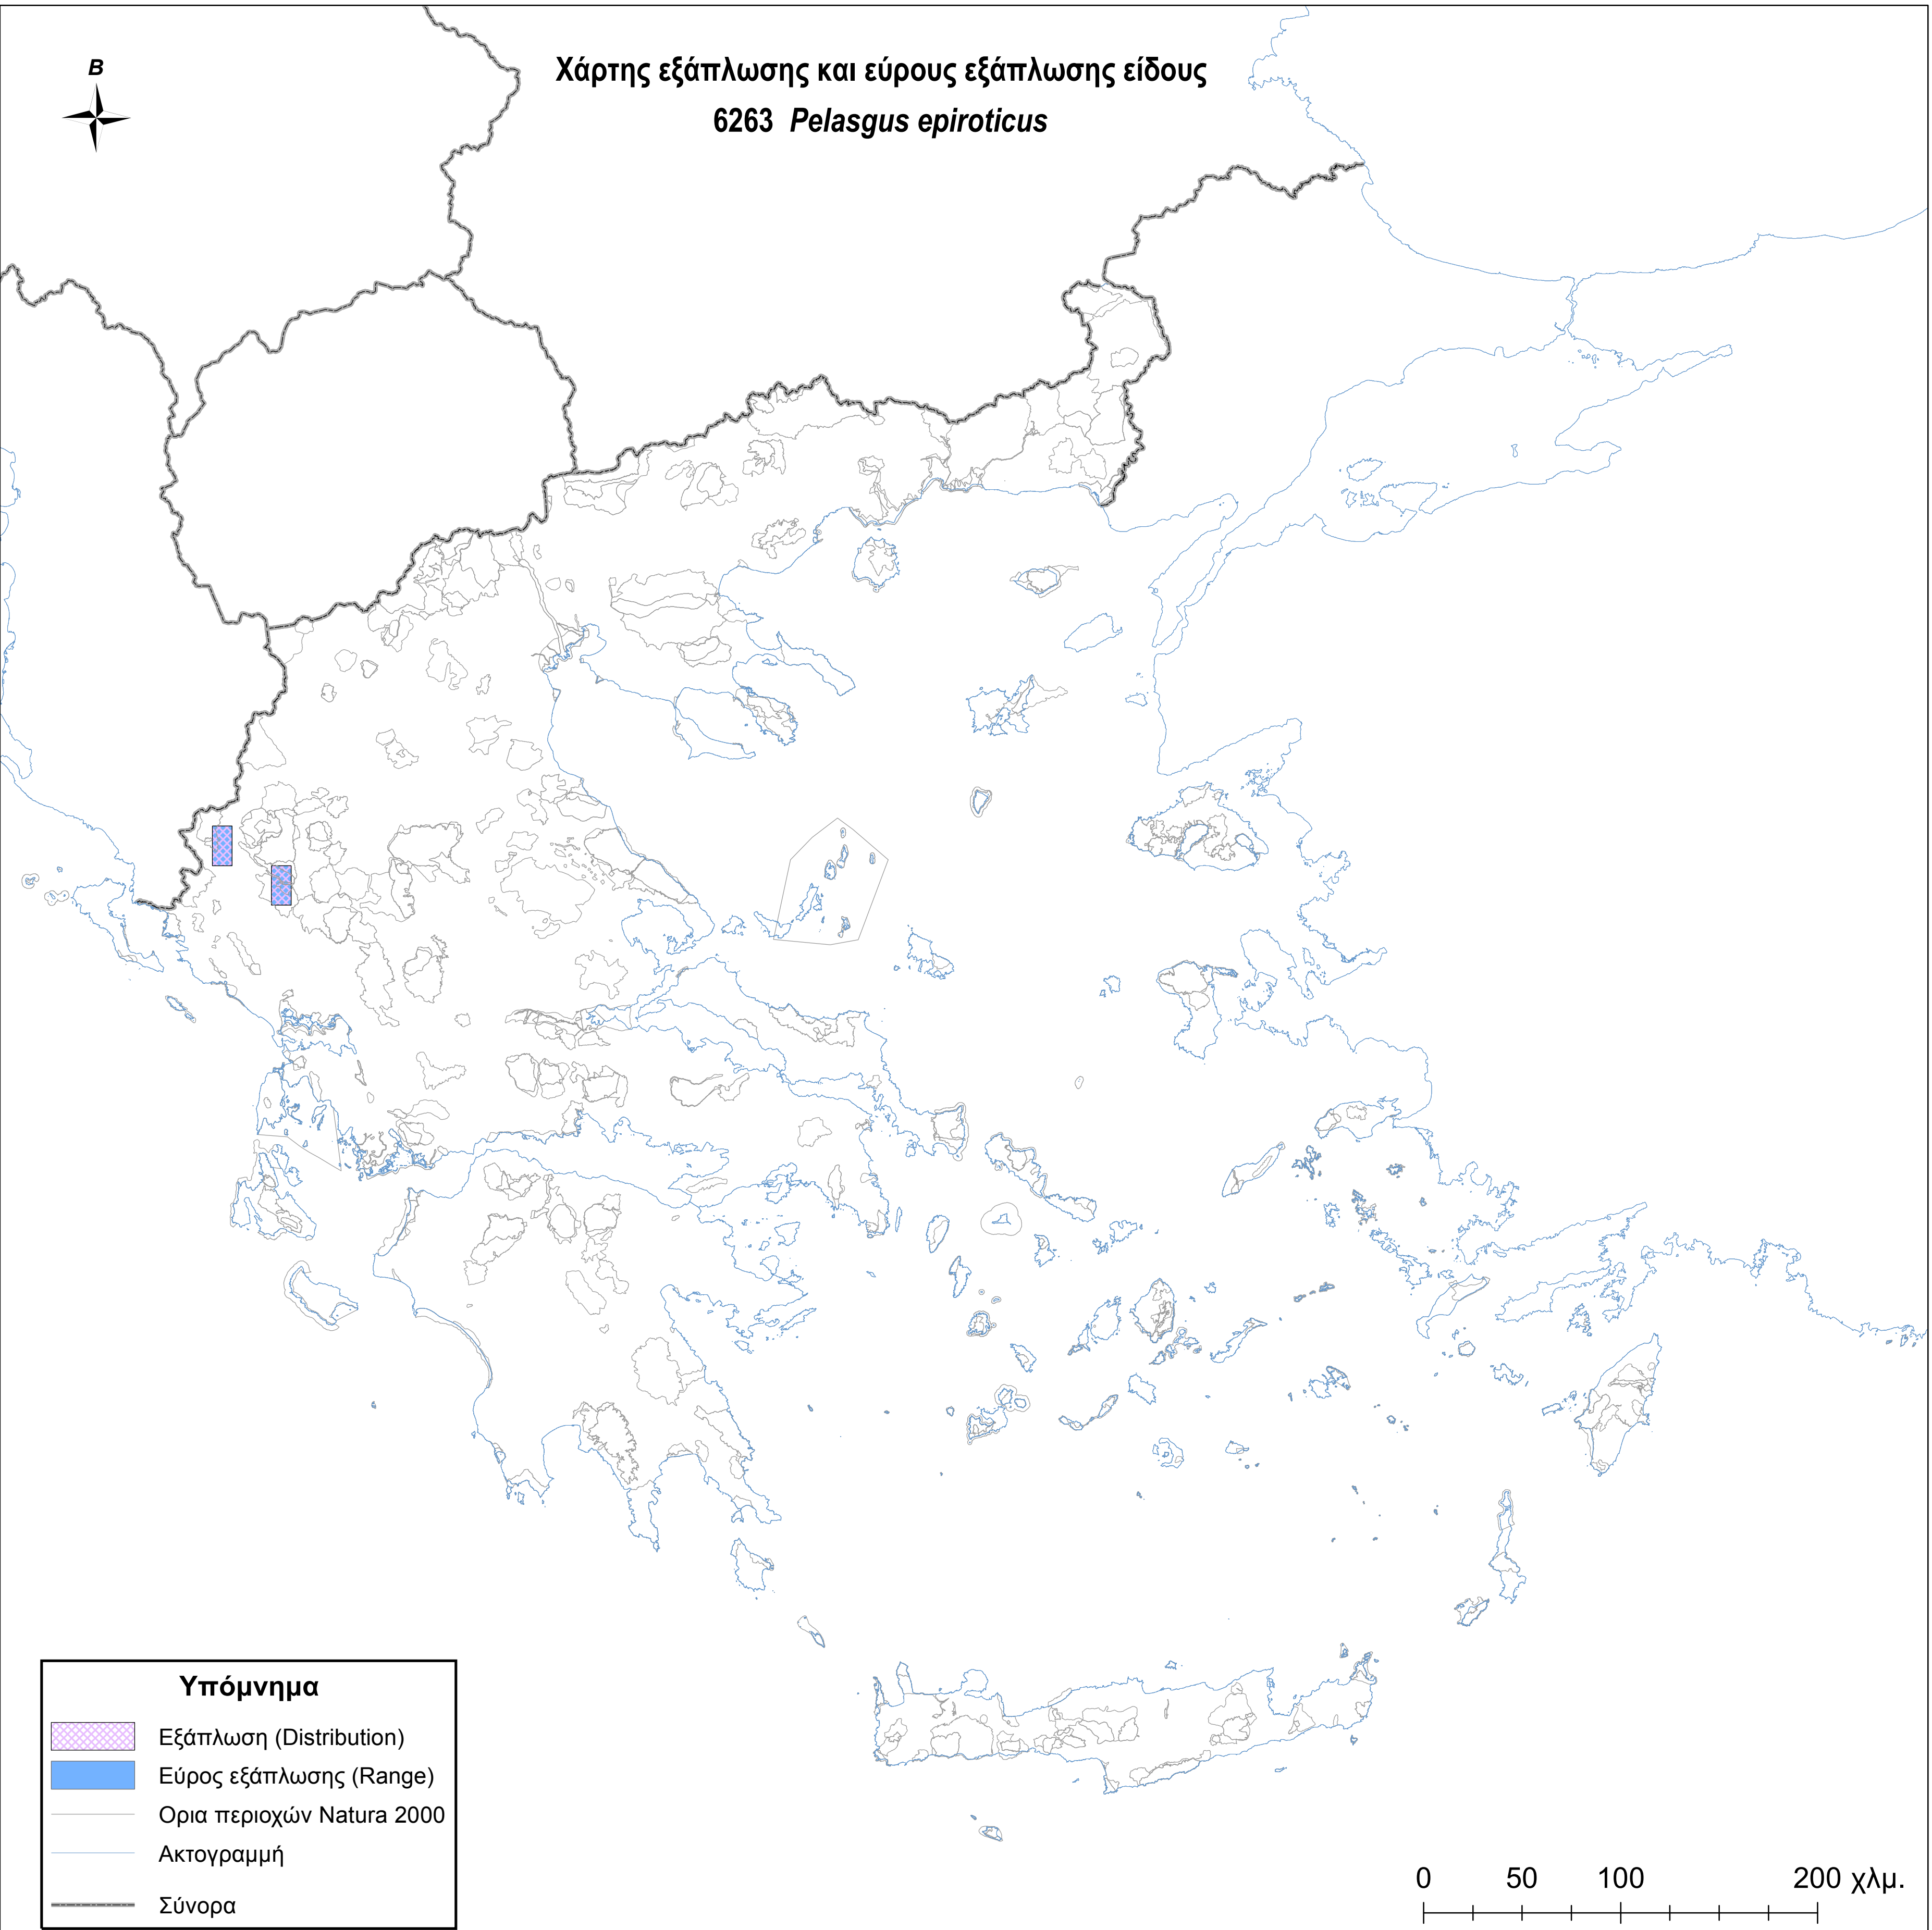 Χάρτης εξάπλωσης και εύρους εξάπλωσης είδους
6263 Pelasgus epiroticus
Β
Υπόμνημα
Εξάπλωση (Distribution)
Εύρος εξάπλωσης (Range)
Ορια περιοχών Natura 2000
Ακτογραμμή
Σύνορα
0 50 100 200 χλμ.